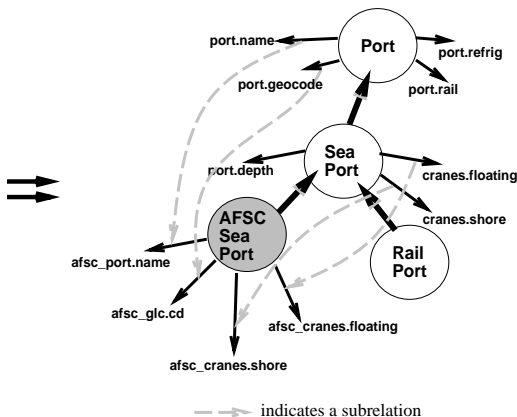 port.name
Port
port.refrig
port.geocode
port.rail
Sea
Port
port.depth
cranes.floating
cranes.shore
AFSC
Sea
Port
Rail
Port
afsc_port.name
afsc_glc.cd
afsc_cranes.floating
afsc_cranes.shore
indicates a subrelation